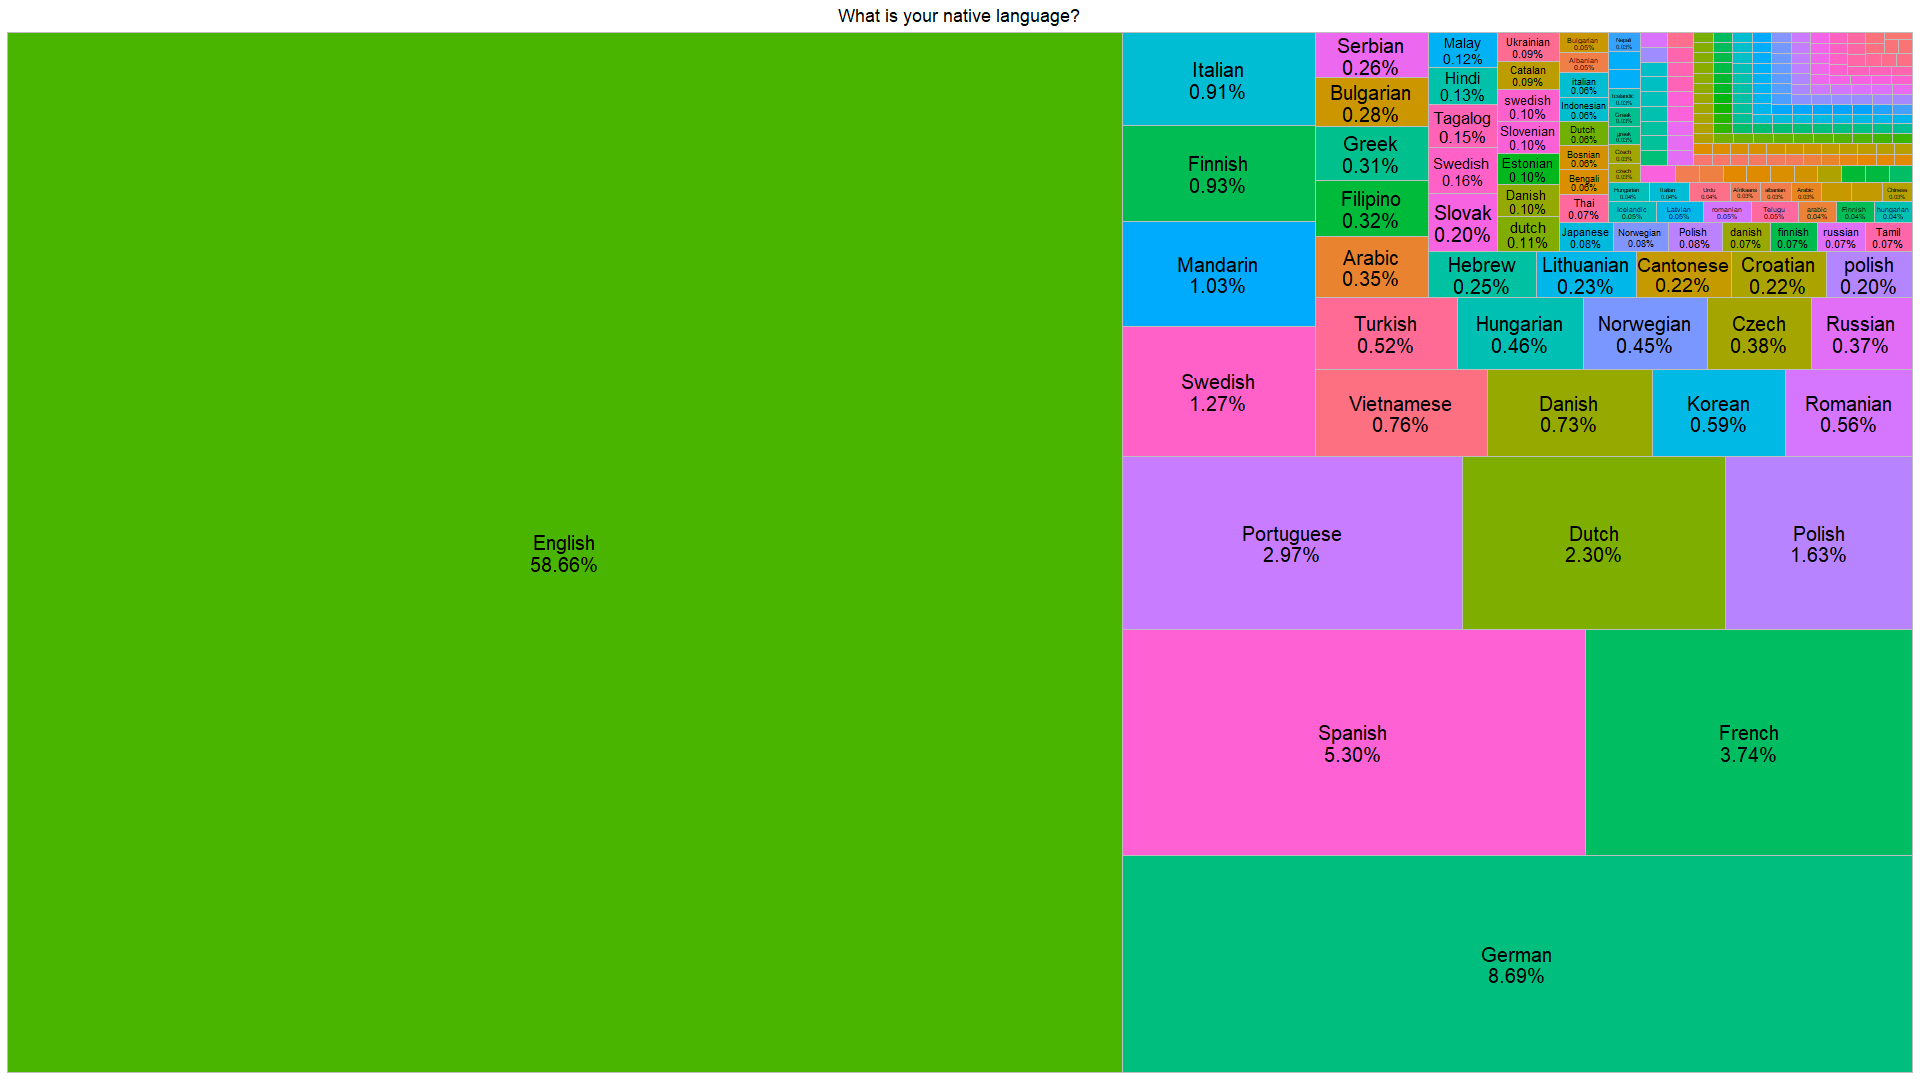 What is your native language?
English
58.66%
Italian
0.91%
Finnish
0.93%
Mandarin
1.03%
Swedish
1.27%
Serbian
0.26%
Bulgarian
0.28%
Greek
0.31%
Filipino
0.32%
Arabic
0.35%
Malay
0.12%
Hindi
0.13%
Tagalog
0.15%
Swedish
0.16%
Slovak
0.20%
Ukrainian
0.09%
Catalan
0.09%
swedish
0.10%
Slovenian
0.10%
Estonian
0.10%
Danish
0.10%
dutch
0.11%
Bulgarian
0.05%
Albanian
0.05%
italian
0.06%
Indonesian
0.06%
Dutch
0.06%
Bosnian
0.06%
Bengali
0.06%
Thai
0.07%
Nepali
0.03%
Icelandic
0.03%
Greek
0.03%
greek
0.03%
Czech
0.03%
czech
0.03%
Hungarian
0.04%
Italian
0.04%
Urdu
0.04%
Afrikaans
0.03%
albanian
0.03%
Arabic
0.03%
Chinese
0.03%
Icelandic
0.05%
Latvian
0.05%
romanian
0.05%
Telugu
0.05%
arabic
0.04%
Finnish
0.04%
hungarian
0.04%
Japanese
0.08%
Norwegian
0.08%
Polish
0.08%
danish
0.07%
finnish
0.07%
russian
0.07%
Tamil
0.07%
Hebrew
0.25%
Lithuanian
0.23%
Cantonese
0.22%
Croatian
0.22%
polish
0.20%
Turkish
0.52%
Hungarian
0.46%
Norwegian
0.45%
Czech
0.38%
Russian
0.37%
Vietnamese
0.76%
Danish
0.73%
Korean
0.59%
Romanian
0.56%
Portuguese
2.97%
Dutch
2.30%
Polish
1.63%
Spanish
5.30%
French
3.74%
German
8.69%